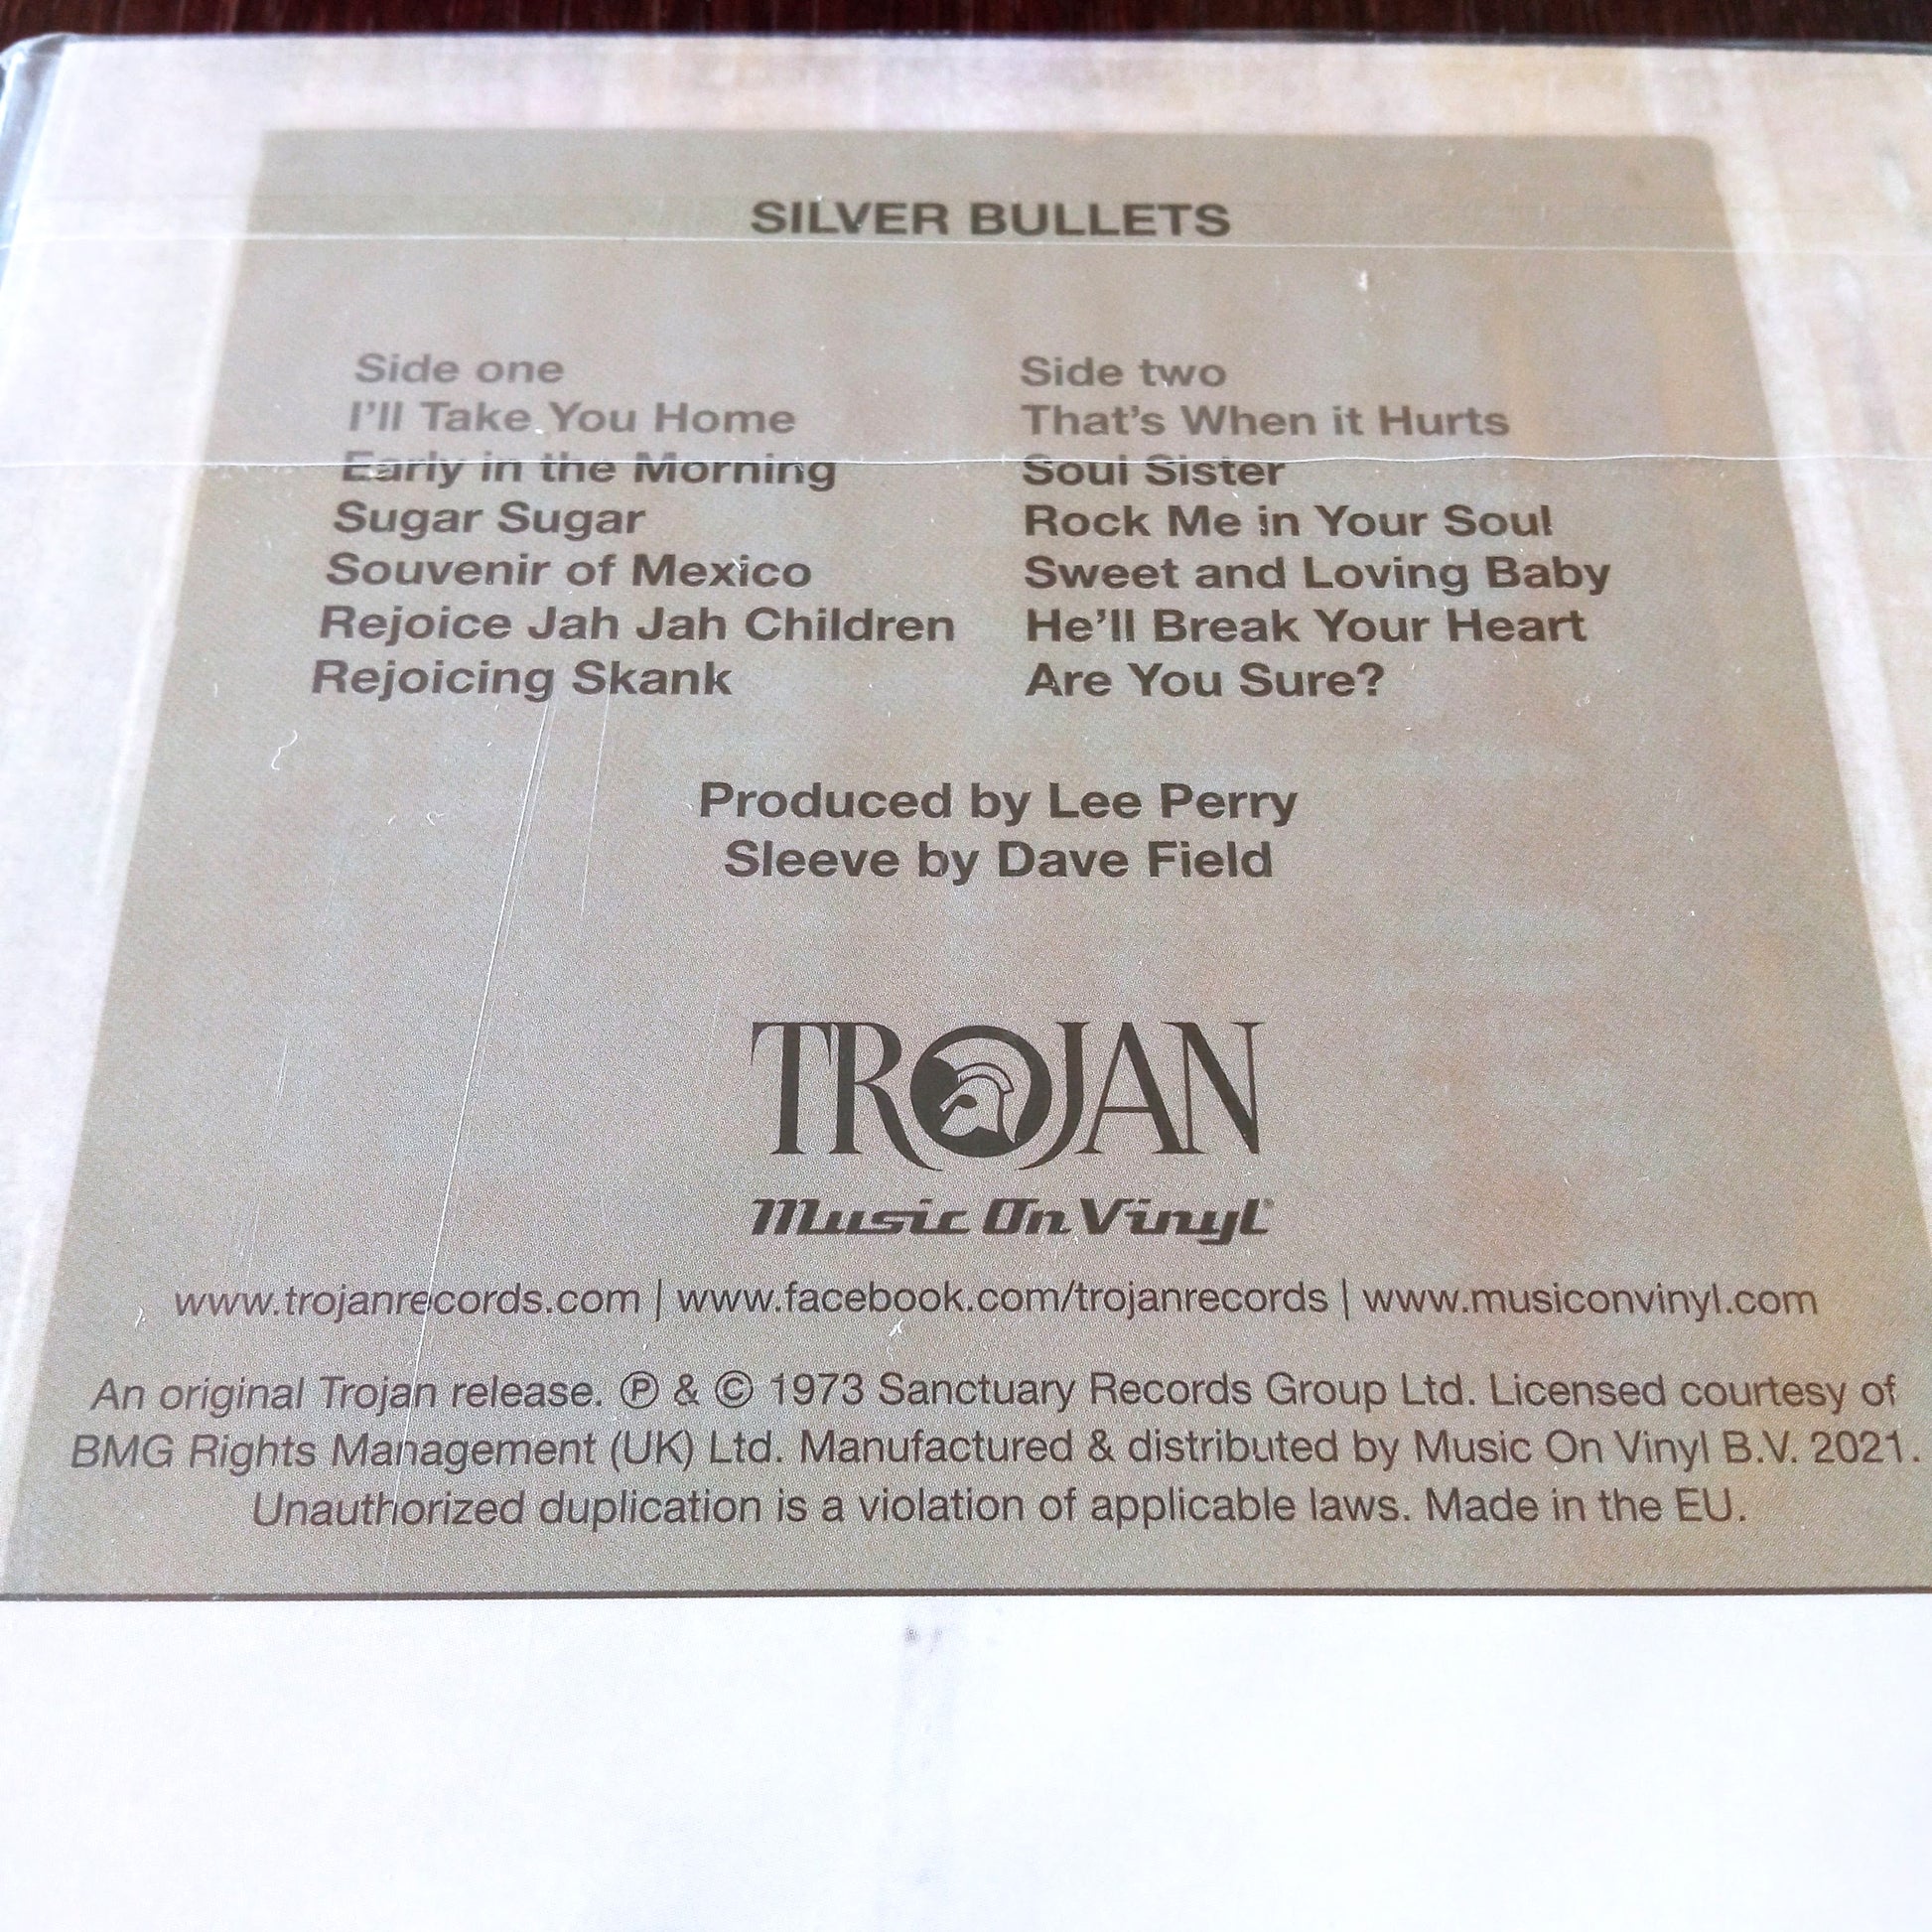 SILVER BULLETS
Side one
I'll Take You Home
Early in the Morning
Sugar Sugar
Souvenir of Mexico
Rejoice Jah Jah Children
Rejoicing Skank
Side two
That's When it Hurts
Soul Sister
Rock Me in Your Soul
Sweet and Loving Baby
He'll Break Your Heart
Are You Sure?
Produced by Lee Perry
Sleeve by Dave Field
TROJAN
Music On Vinyl
www.trojanrecords.com | www.facebook.com/trojanrecords | www.musiconvinyl.com
An original Trojan release. ℗ & © 1973 Sanctuary Records Group Ltd. Licensed courtesy of
BMG Rights Management (UK) Ltd. Manufactured & distributed by Music On Vinyl B.V. 2021.
Unauthorized duplication is a violation of applicable laws. Made in the EU.